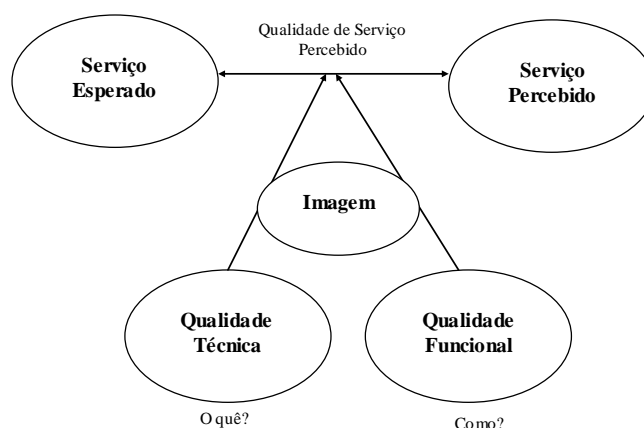 Qualidade de Serviço
Percebido
Serviço
Esperado
Serviço
Percebido
Imagem
Qualidade
Técnica
Qualidade
Funcional
O quê?
Como?